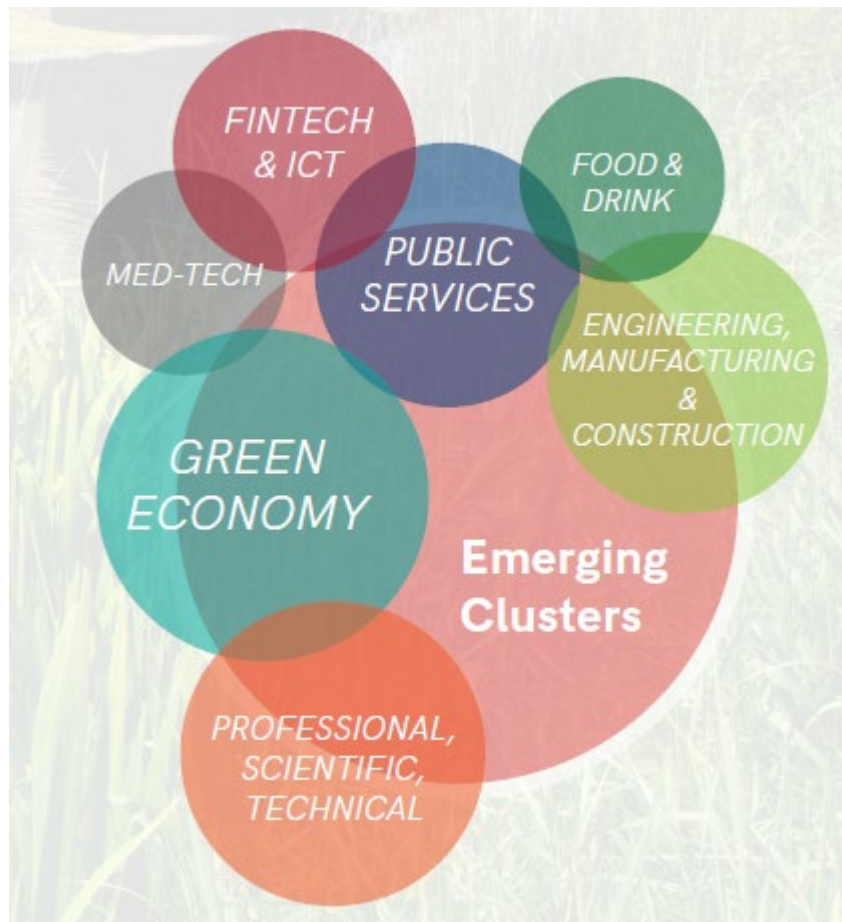 FINTECH
& ICT
FOOD &
DRINK
MED-TECH
PUBLIC
SERVICES
ENGINEERING,
MANUFACTURING
&
CONSTRUCTION
GREEN
ECONOMY
Emerging
Clusters
PROFESSIONAL,
SCIENTIFIC,
TECHNICAL